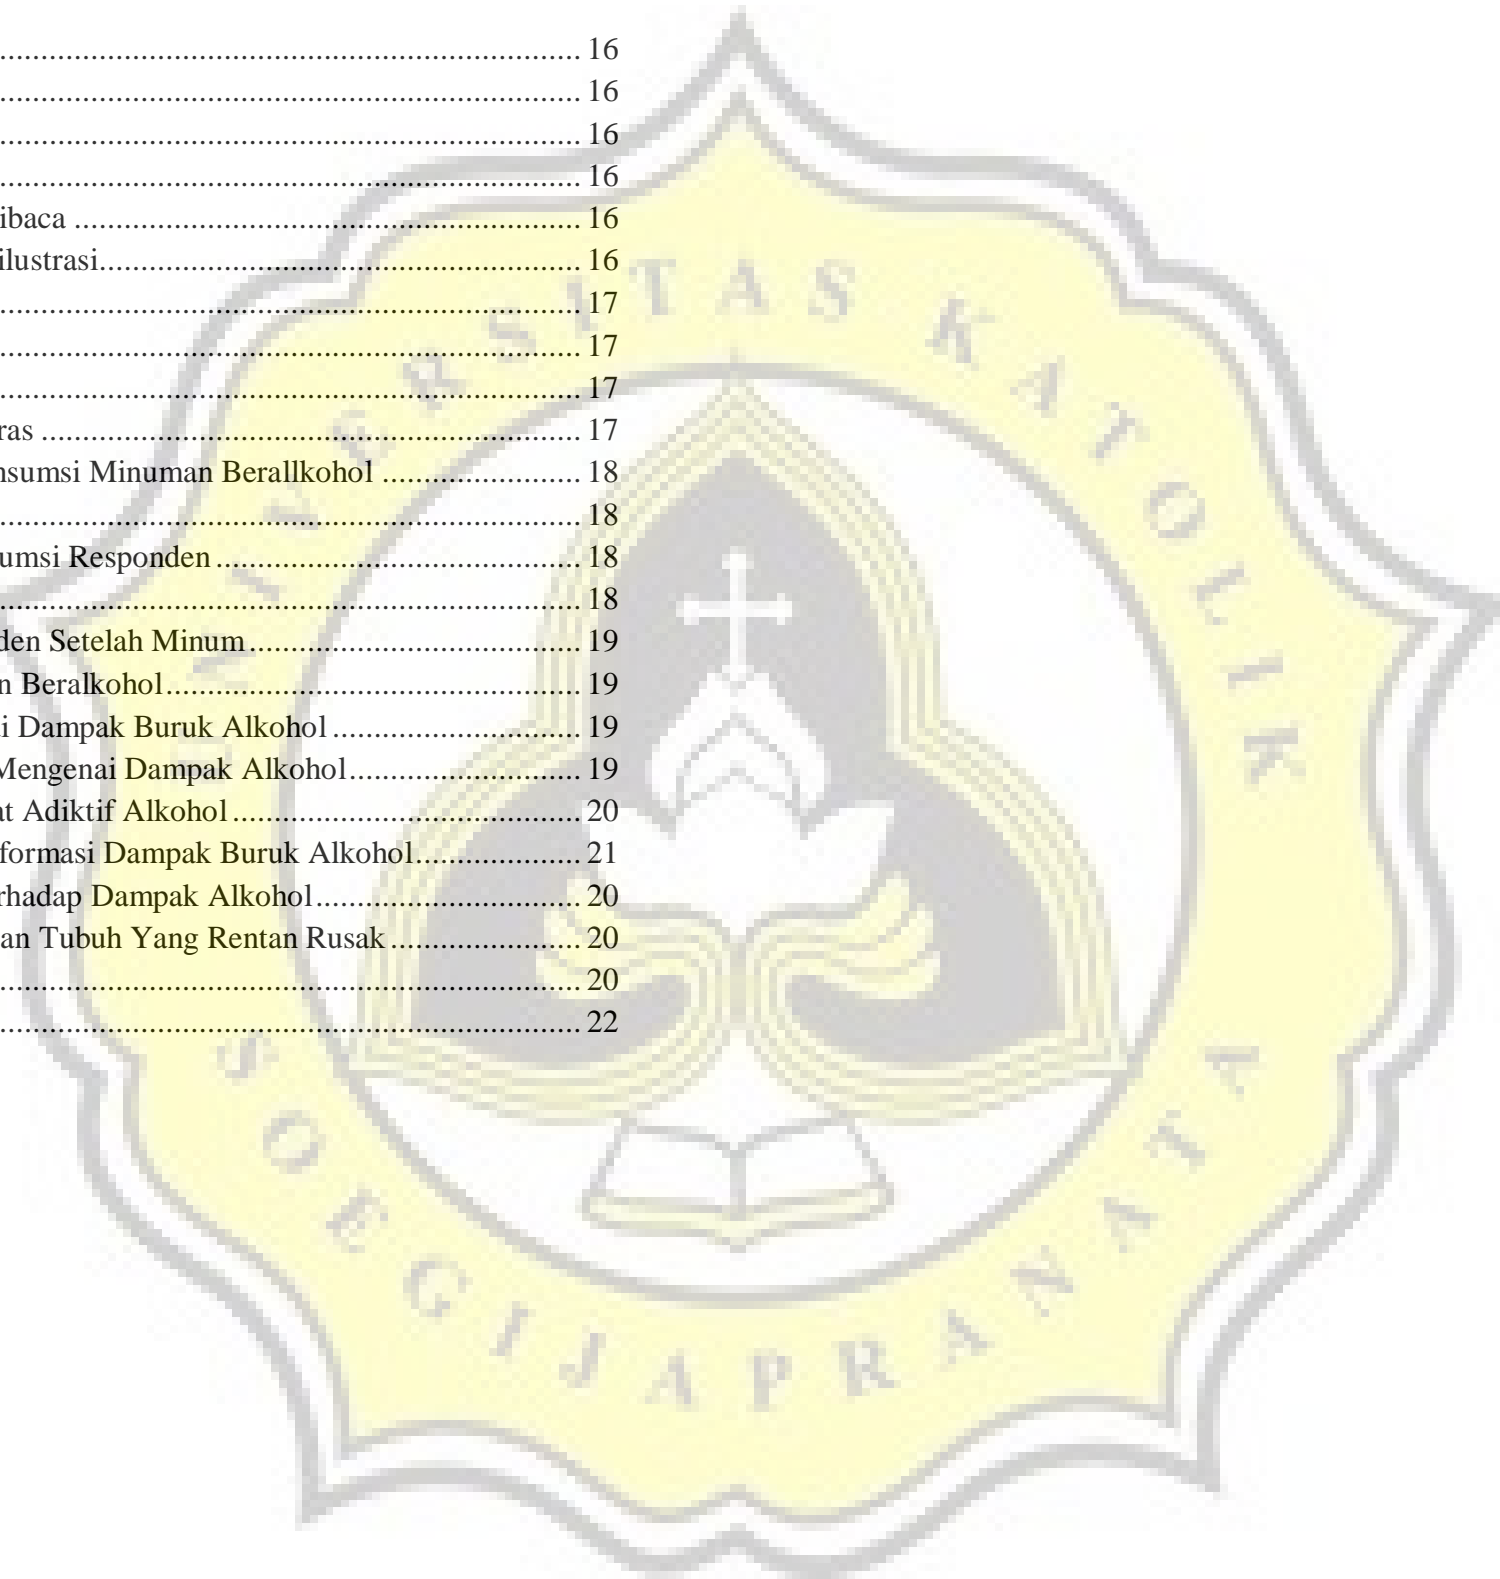 .......... 16
.......... 16
.......... 16
.......... 16
ibaca .......... 16
ilustrasi.......... 16
.......... 17
.......... 17
.......... 17
ras .......... 17
nsumsi Minuman Berallkohol .......... 18
.......... 18
umsi Responden .......... 18
.......... 18
den Setelah Minum .......... 19
n Beralkohol .......... 19
i Dampak Buruk Alkohol .......... 19
Mengenai Dampak Alkohol .......... 19
at Adiktif Alkohol .......... 20
formasi Dampak Buruk Alkohol .......... 21
rhadap Dampak Alkohol .......... 20
an Tubuh Yang Rentan Rusak .......... 20
.......... 20
.......... 22
UNIVERSITAS KATOLIK
SOEGIJAPRANATA